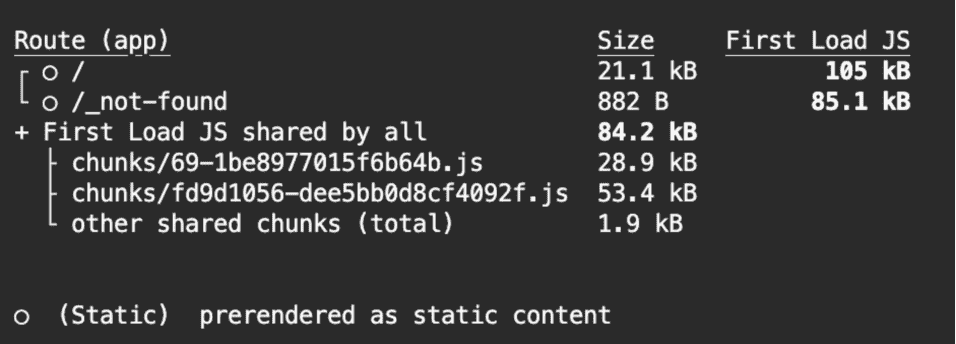 Route (app) Size First Load JS
┌ ○ / 21.1 kB 105 kB
└ ○ /_not-found 882 B 85.1 kB
+ First Load JS shared by all 84.2 kB
├ chunks/69-1be8977015f6b64b.js 28.9 kB
├ chunks/fd9d1056-dee5bb0d8cf4092f.js 53.4 kB
└ other shared chunks (total) 1.9 kB
○ (Static) prerendered as static content